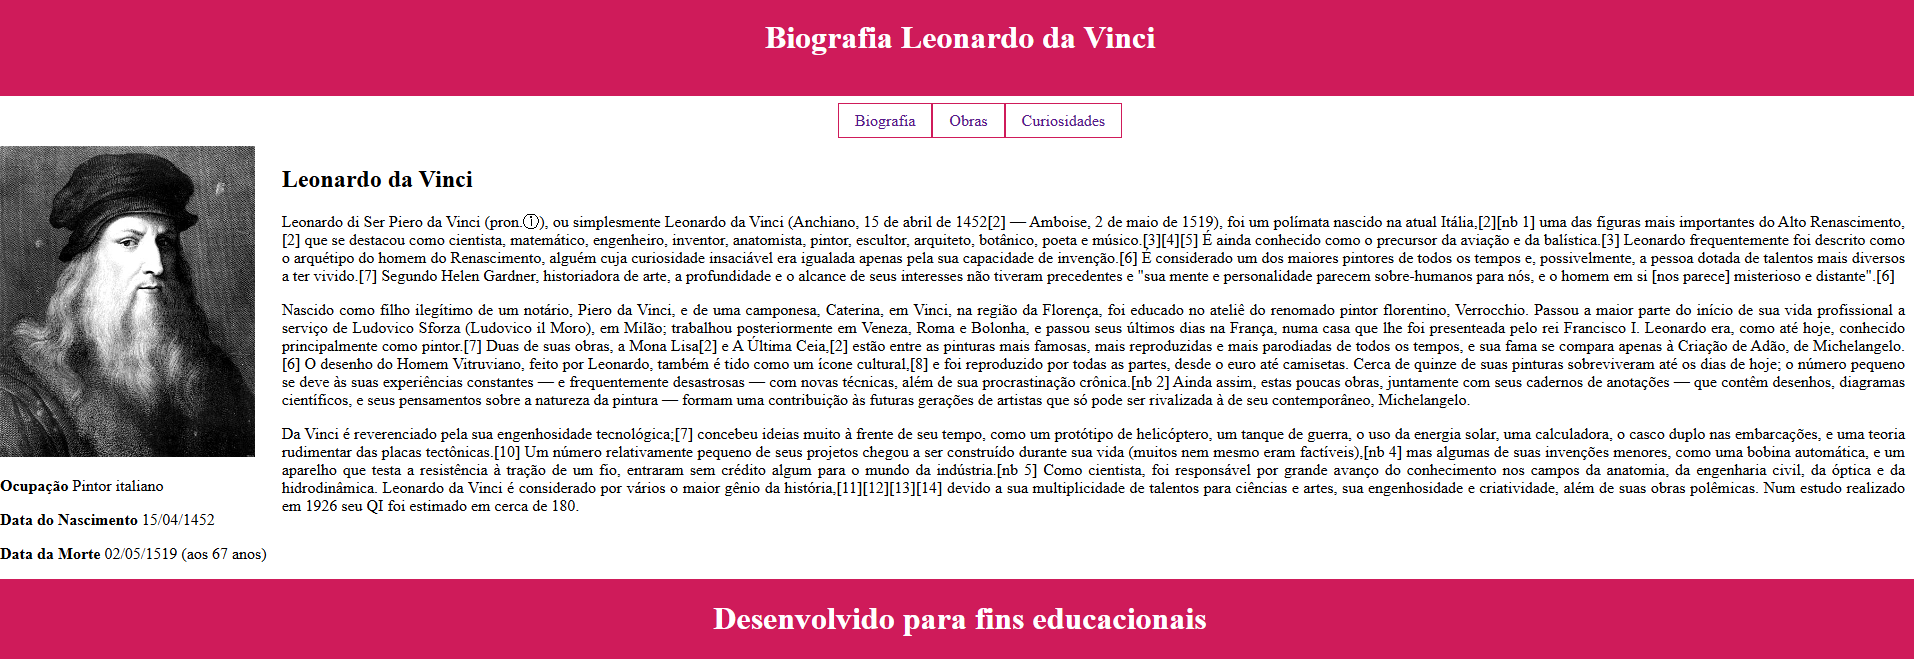 Biografia Leonardo da Vinci
Biografia
Obras
Curiosidades
Ocupação Pintor italiano
Data do Nascimento 15/04/1452
Data da Morte 02/05/1519 (aos 67 anos)
Leonardo da Vinci
Leonardo di Ser Piero da Vinci (pron.ⓘ), ou simplesmente Leonardo da Vinci (Anchiano, 15 de abril de 1452[2] — Amboise, 2 de maio de 1519), foi um polímata nascido na atual Itália,[2][nb 1] uma das figuras mais importantes do Alto Renascimento,
[2] que se destacou como cientista, matemático, engenheiro, inventor, anatomista, pintor, escultor, arquiteto, botânico, poeta e músico.[3][4][5] É ainda conhecido como o precursor da aviação e da balística.[3] Leonardo frequentemente foi descrito como
o arquétipo do homem do Renascimento, alguém cuja curiosidade insaciável era igualada apenas pela sua capacidade de invenção.[6] É considerado um dos maiores pintores de todos os tempos e, possivelmente, a pessoa dotada de talentos mais diversos
a ter vivido.[7] Segundo Helen Gardner, historiadora de arte, a profundidade e o alcance de seus interesses não tiveram precedentes e "sua mente e personalidade parecem sobre-humanos para nós, e o homem em si [nos parece] misterioso e distante".[6]
Nascido como filho ilegítimo de um notário, Piero da Vinci, e de uma camponesa, Caterina, em Vinci, na região da Florença, foi educado no ateliê do renomado pintor florentino, Verrocchio. Passou a maior parte do início de sua vida profissional a
serviço de Ludovico Sforza (Ludovico il Moro), em Milão; trabalhou posteriormente em Veneza, Roma e Bolonha, e passou seus últimos dias na França, numa casa que lhe foi presenteada pelo rei Francisco I. Leonardo era, como até hoje, conhecido
principalmente como pintor.[7] Duas de suas obras, a Mona Lisa[2] e A Última Ceia,[2] estão entre as pinturas mais famosas, mais reproduzidas e mais parodiadas de todos os tempos, e sua fama se compara apenas à Criação de Adão, de Michelangelo.
[6] O desenho do Homem Vitruviano, feito por Leonardo, também é tido como um ícone cultural,[8] e foi reproduzido por todas as partes, desde o euro até camisetas. Cerca de quinze de suas pinturas sobreviveram até os dias de hoje; o número pequeno
se deve às suas experiências constantes — e frequentemente desastrosas — com novas técnicas, além de sua procrastinação crônica.[nb 2] Ainda assim, estas poucas obras, juntamente com seus cadernos de anotações — que contêm desenhos, diagramas
científicos, e seus pensamentos sobre a natureza da pintura — formam uma contribuição às futuras gerações de artistas que só pode ser rivalizada à de seu contemporâneo, Michelangelo.
Da Vinci é reverenciado pela sua engenhosidade tecnológica;[7] concebeu ideias muito à frente de seu tempo, como um protótipo de helicóptero, um tanque de guerra, o uso da energia solar, uma calculadora, o casco duplo nas embarcações, e uma teoria
rudimentar das placas tectônicas.[10] Um número relativamente pequeno de seus projetos chegou a ser construído durante sua vida (muitos nem mesmo eram factíveis),[nb 4] mas algumas de suas invenções menores, como uma bobina automática, e um
aparelho que testa a resistência à tração de um fio, entraram sem crédito algum para o mundo da indústria.[nb 5] Como cientista, foi responsável por grande avanço do conhecimento nos campos da anatomia, da engenharia civil, da óptica e da
hidrodinâmica. Leonardo da Vinci é considerado por vários o maior gênio da história,[11][12][13][14] devido a sua multiplicidade de talentos para ciências e artes, sua engenhosidade e criatividade, além de suas obras polêmicas. Num estudo realizado
em 1926 seu QI foi estimado em cerca de 180.
Desenvolvido para fins educacionais